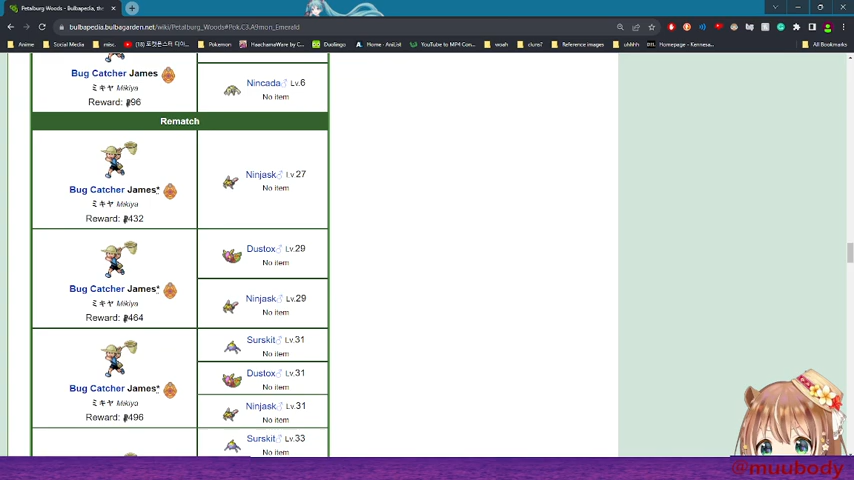 Petalburg Woods - Bulbapedia, the
bulbapedia.bulbagarden.net/wiki/Petalburg_Woods#Pok.C3.A9mon_Emerald
Anime
Social Media
misc.
Pokemon
HaachamaWare by C...
Duolingo
Home · AniList
YouTube to MP4 Con...
woah
Reference images
uhhhh
Homepage - Kennesa...
All Bookmarks
Bug Catcher James
ミキヤ Mikiya
Reward: 96
Nincada♂ Lv.6
No item
Rematch
Bug Catcher James*
ミキヤ Mikiya
Reward: 432
Ninjask♂ Lv.27
No item
Bug Catcher James*
ミキヤ Mikiya
Reward: 464
Dustox♂ Lv.29
No item
Ninjask♂ Lv.29
No item
Bug Catcher James*
ミキヤ Mikiya
Reward: 496
Surskit♂ Lv.31
No item
Dustox♂ Lv.31
No item
Ninjask♂ Lv.31
No item
Surskit♂ Lv.33
No item
@muubody